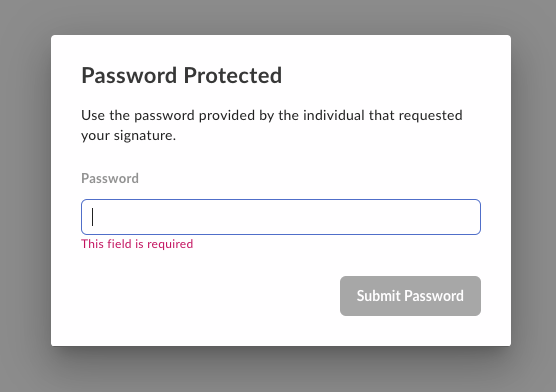 Password Protected
Use the password provided by the individual that requested
your signature.
Password
This field is required
Submit Password